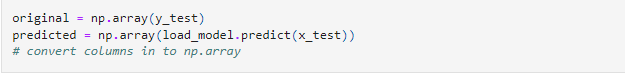 original = np.array(y_test)
predicted = np.array(load_model.predict(x_test))
# convert columns in to np.array